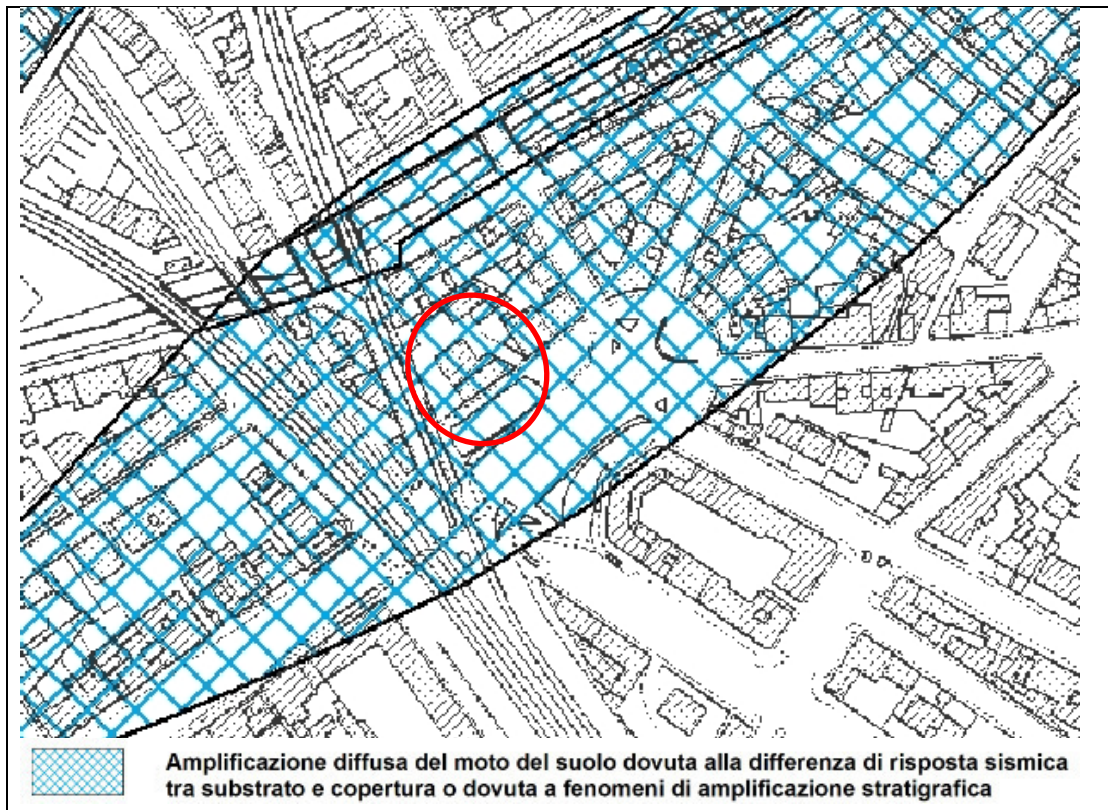 Amplificazione diffusa del moto del suolo dovuta alla differenza di risposta sismica
tra substrato e copertura o dovuta a fenomeni di amplificazione stratigrafica